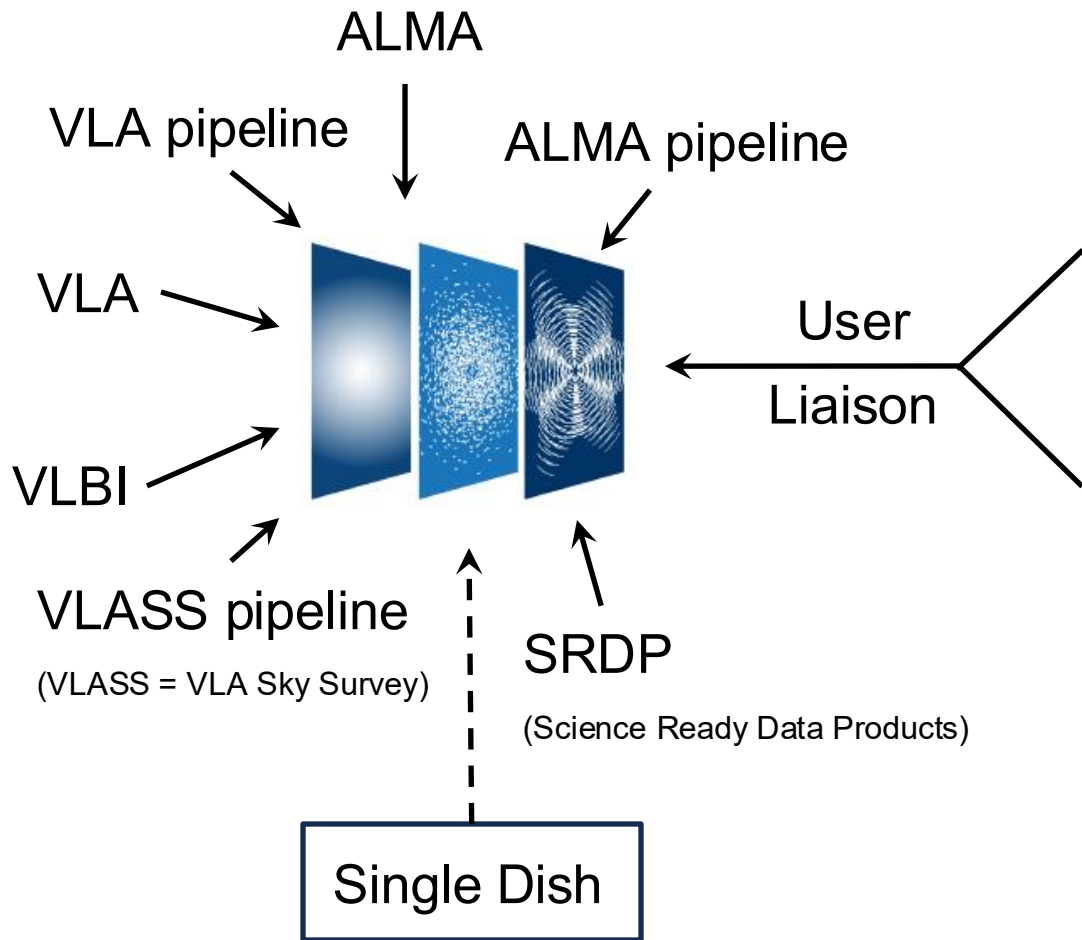 ALMA
VLA pipeline
ALMA pipeline
VLA
User
Liaison
VLBI
VLASS pipeline
(VLASS = VLA Sky Survey)
SRDP
(Science Ready Data Products)
Single Dish